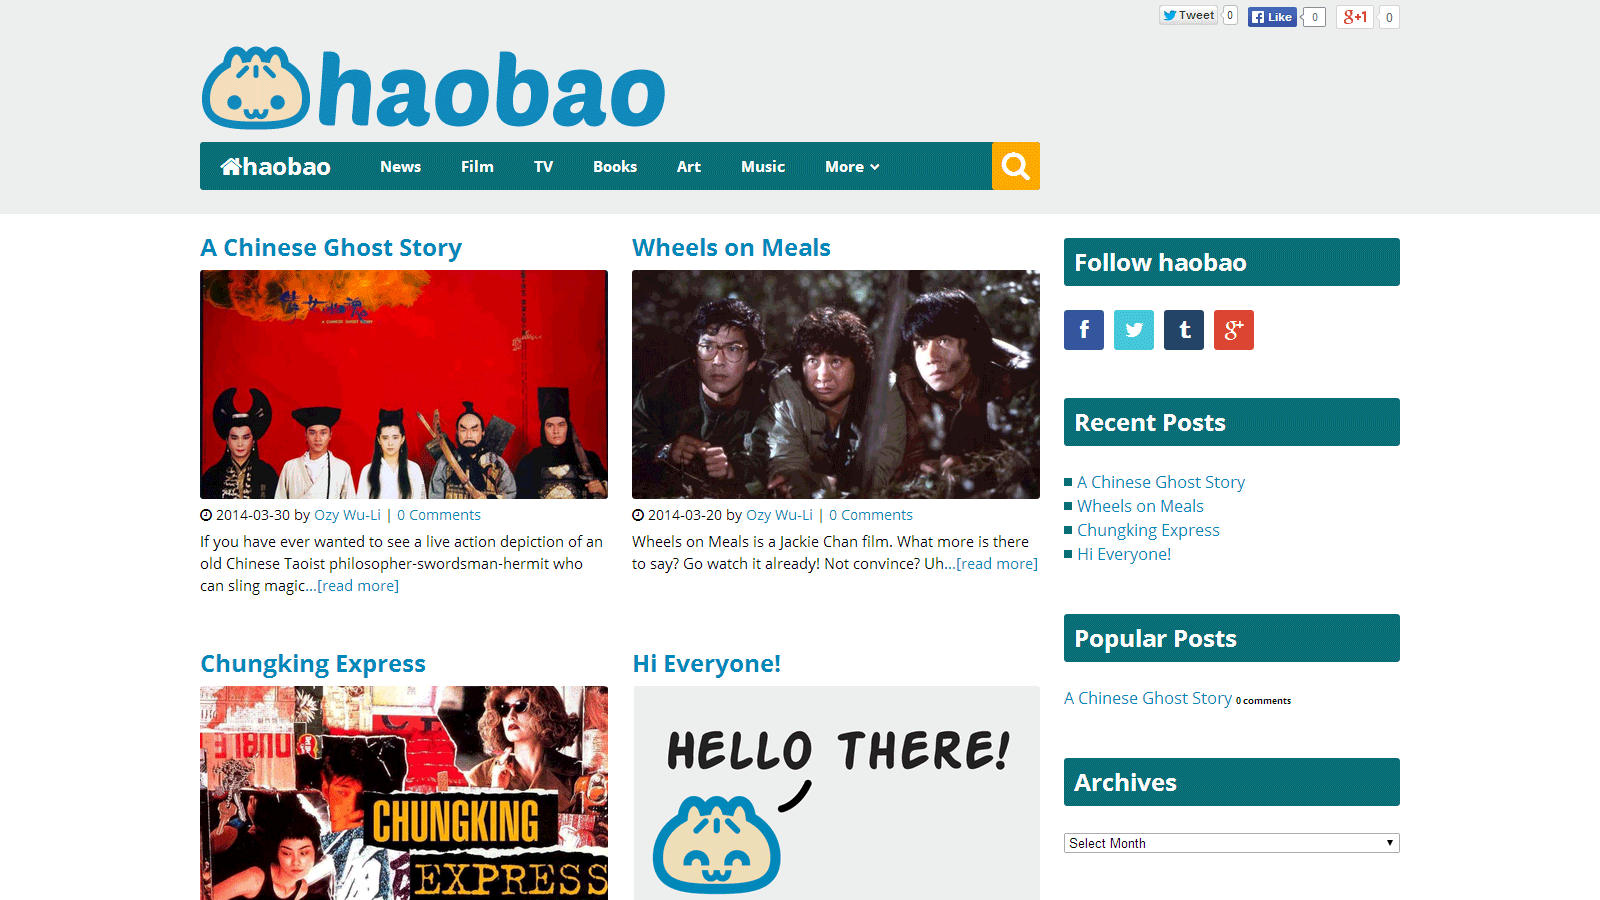 Tweet 0 Like 0 g+1 0
haobao
haobao News Film TV Books Art Music More
A Chinese Ghost Story
A CHINESE GHOST STORY
2014-03-30 by Ozy Wu-Li | 0 Comments
If you have ever wanted to see a live action depiction of an
old Chinese Taoist philosopher-swordsman-hermit who
can sling magic...[read more]
Wheels on Meals
2014-03-20 by Ozy Wu-Li | 0 Comments
Wheels on Meals is a Jackie Chan film. What more is there
to say? Go watch it already! Not convince? Uh...[read more]
Chungking Express
CHUNGKING
EXPRESS
Hi Everyone!
HELLO THERE!
Follow haobao
f t g+
Recent Posts
A Chinese Ghost Story
Wheels on Meals
Chungking Express
Hi Everyone!
Popular Posts
A Chinese Ghost Story 0 comments
Archives
Select Month